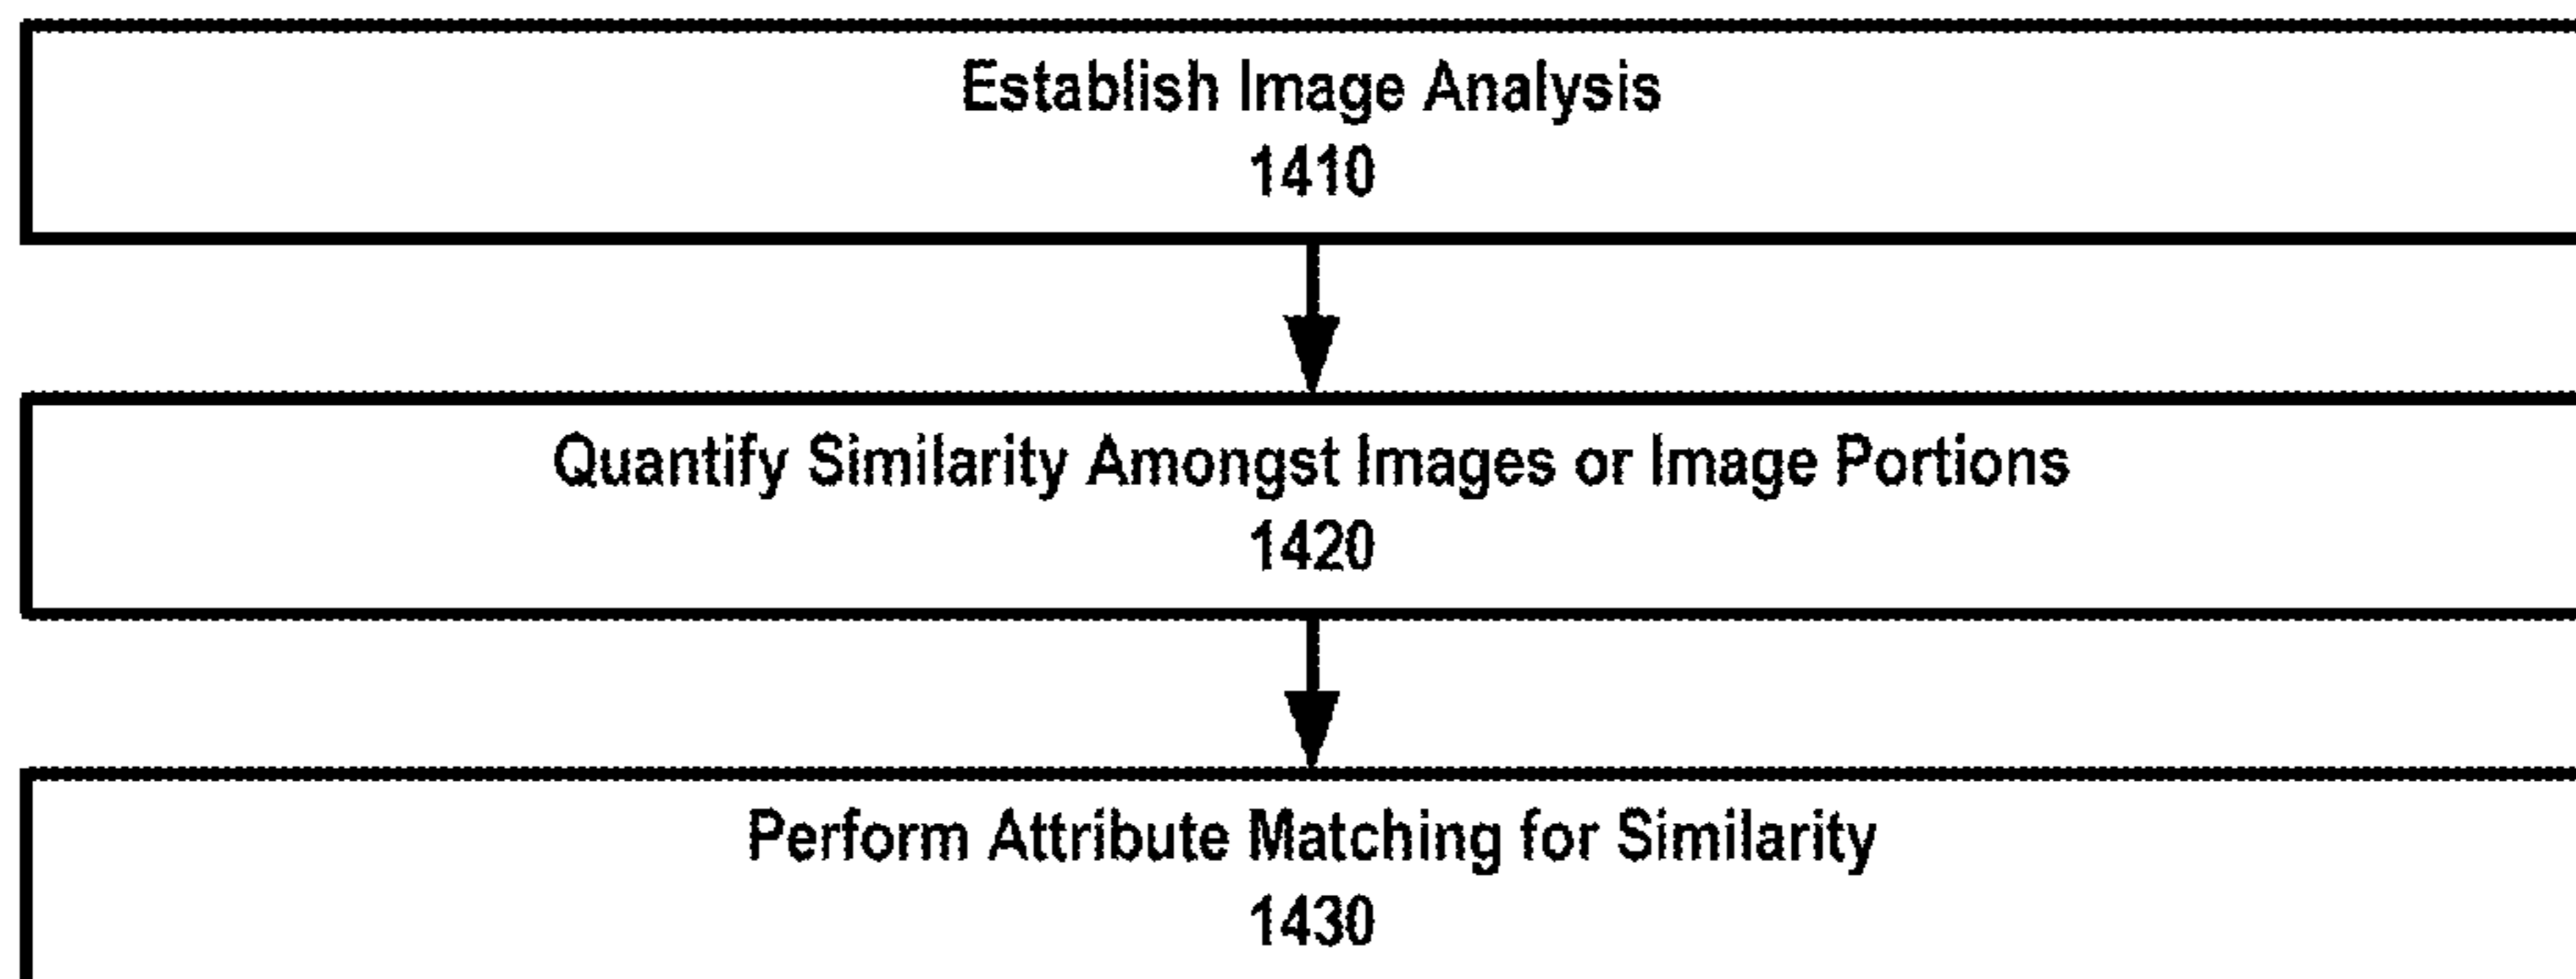 Establish Image Analysis
1410
Quantify Similarity Amongst Images or Image Portions
1420
Perform Attribute Matching for Similarity
1430